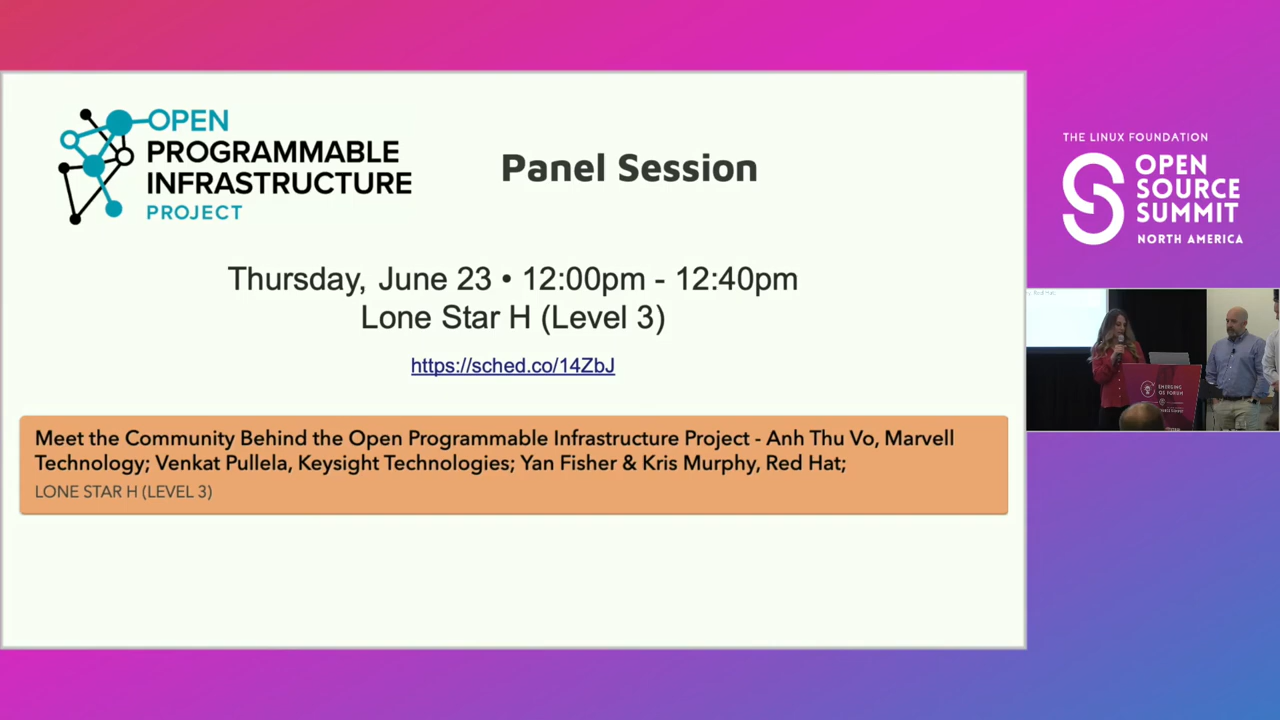 OPEN
PROGRAMMABLE
INFRASTRUCTURE
PROJECT
Panel Session
Thursday, June 23 • 12:00pm - 12:40pm
Lone Star H (Level 3)
https://sched.co/14ZbJ
Meet the Community Behind the Open Programmable Infrastructure Project - Anh Thu Vo, Marvell
Technology; Venkat Pullela, Keysight Technologies; Yan Fisher & Kris Murphy, Red Hat;
LONE STAR H (LEVEL 3)
THE LINUX FOUNDATION
OPEN
SOURCE
SUMMIT
NORTH AMERICA
EMERGING
OS FORUM